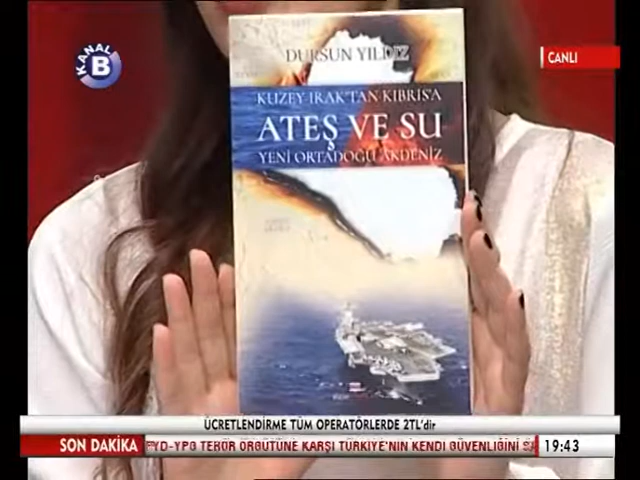 KANAL
B
CANLI
DURSUN YILDIZ
KUZEY IRAK'TAN KIBRIS'A
ATEŞ VE SU
YENİ ORTADOĞU AKDENİZ
ÜCRETLENDİRME TÜM OPERATÖRLERDE 2TL'dir
SON DAKİKA
PYD-YPG TERÖR ÖRGÜTÜNE KARŞI TÜRKİYE'NİN KENDİ GÜVENLİĞİNİ
19:43